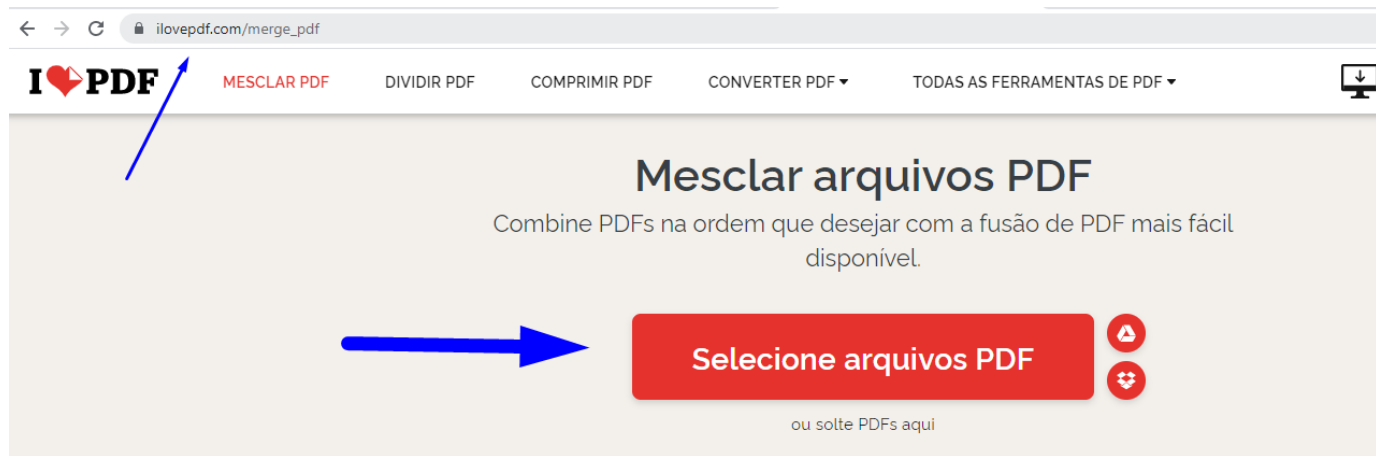 ilovepdf.com/merge_pdf
I PDF MESCLAR PDF DIVIDIR PDF COMPRIMIR PDF CONVERTER PDF TODAS AS FERRAMENTAS DE PDF
Mesclar arquivos PDF
Combine PDFs na ordem que desejar com a fusão de PDF mais fácil
disponível.
Selecione arquivos PDF
ou solte PDFs aqui